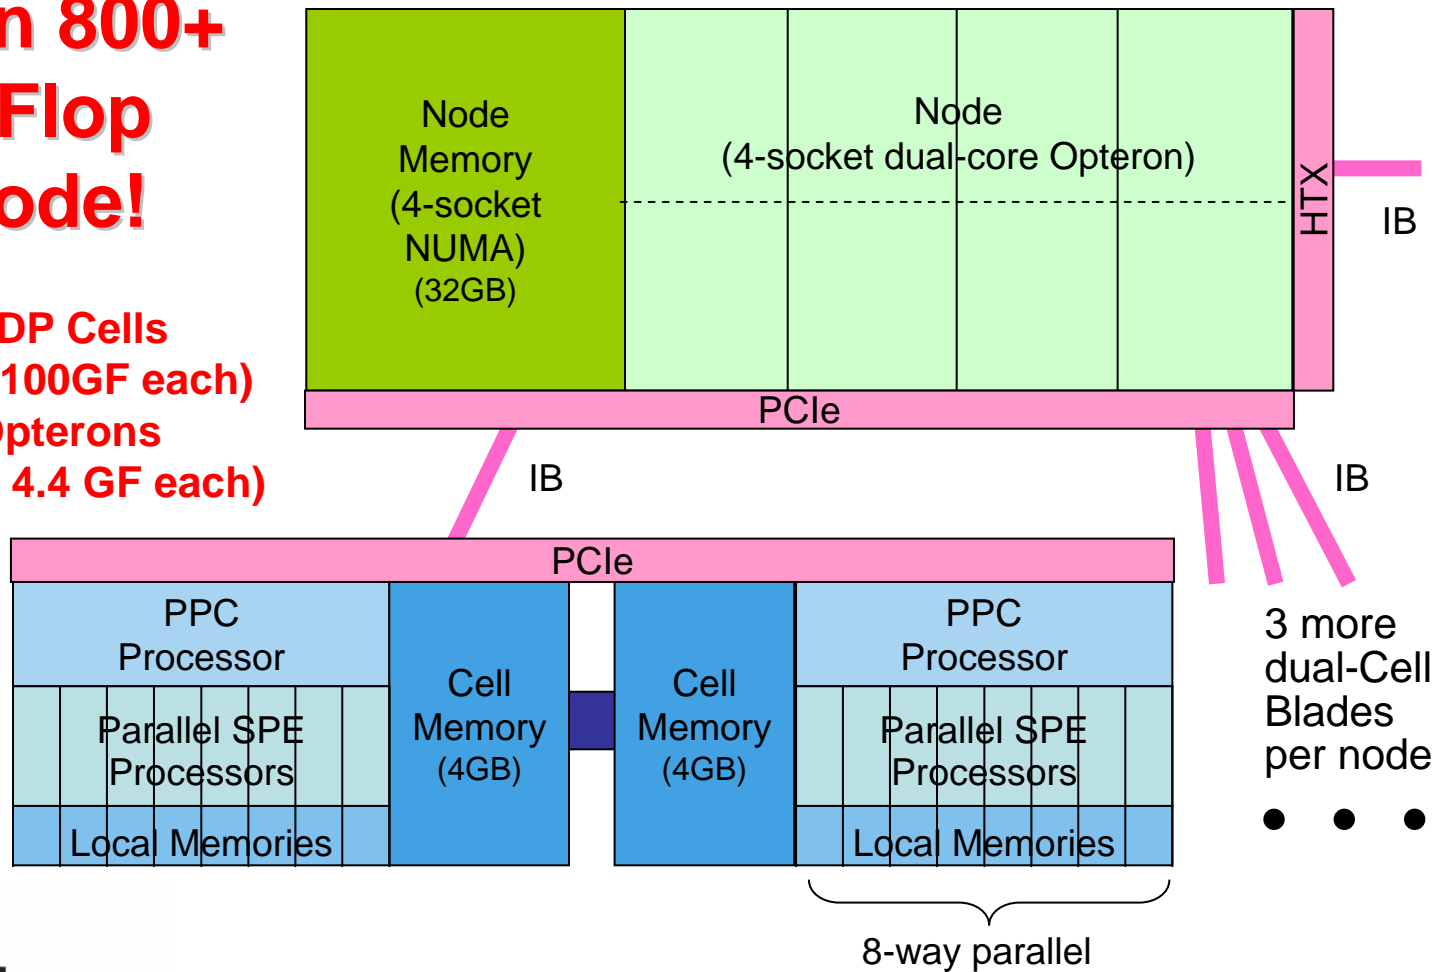 n 800+
Flop
ode!
DP Cells
100GF each)
Opterons
4.4 GF each)
Node
Memory
(4-socket
NUMA)
(32GB)
Node
(4-socket dual-core Opteron)
HTX
IB
PCIe
IB
IB
PCIe
PPC
Processor
Parallel SPE
Processors
Local Memories
Cell
Memory
(4GB)
Cell
Memory
(4GB)
PPC
Processor
Parallel SPE
Processors
Local Memories
3 more
dual-Cell
Blades
per node
• • •
8-way parallel